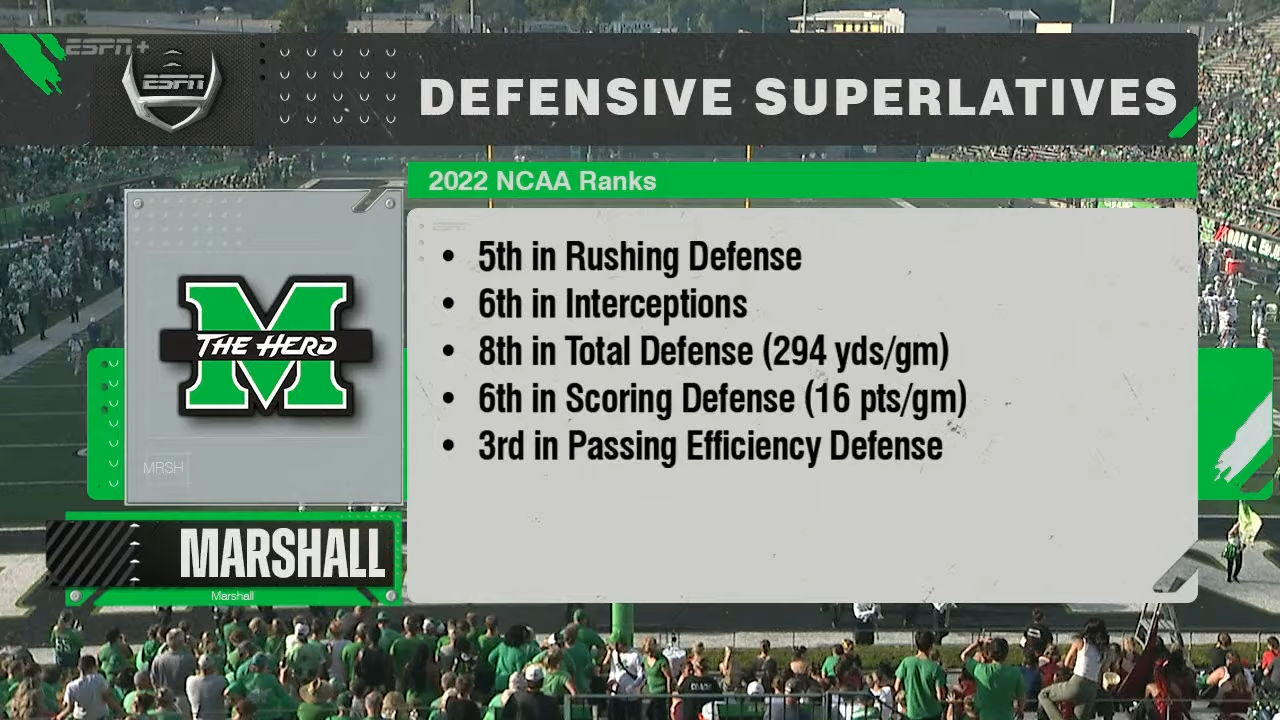 ESPN+
ESPN
DEFENSIVE SUPERLATIVES
2022 NCAA Ranks
ESPN
• 5th in Rushing Defense
• 6th in Interceptions
• 8th in Total Defense (294 yds/gm)
• 6th in Scoring Defense (16 pts/gm)
• 3rd in Passing Efficiency Defense
THE HERD
MRSH
MARSHALL
Marshall